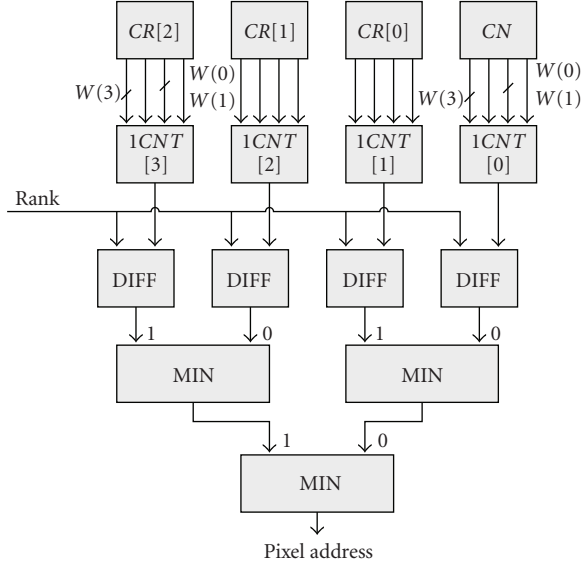 CR[2] CR[1] CR[0] CN
W(3) W(0) W(3) W(0)
W(1) W(1)
1CNT 1CNT 1CNT 1CNT
[3] [2] [1] [0]
Rank
DIFF DIFF DIFF DIFF
1 0 1 0
MIN MIN
1 0
MIN
Pixel address